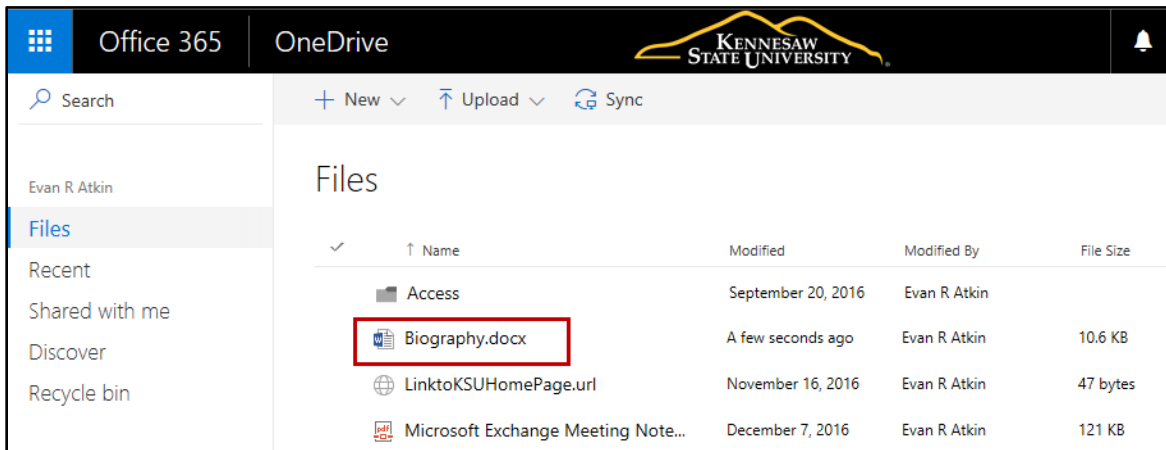 Office 365 OneDrive KENNESAW STATE UNIVERSITY
Search
New Upload Sync
Evan R Atkin
Files
Recent
Shared with me
Discover
Recycle bin
Files
Name Modified Modified By File Size
Access September 20, 2016 Evan R Atkin
Biography.docx A few seconds ago Evan R Atkin 10.6 KB
LinktoKSUHomePage.url November 16, 2016 Evan R Atkin 47 bytes
pdf Microsoft Exchange Meeting Note... December 7, 2016 Evan R Atkin 121 KB